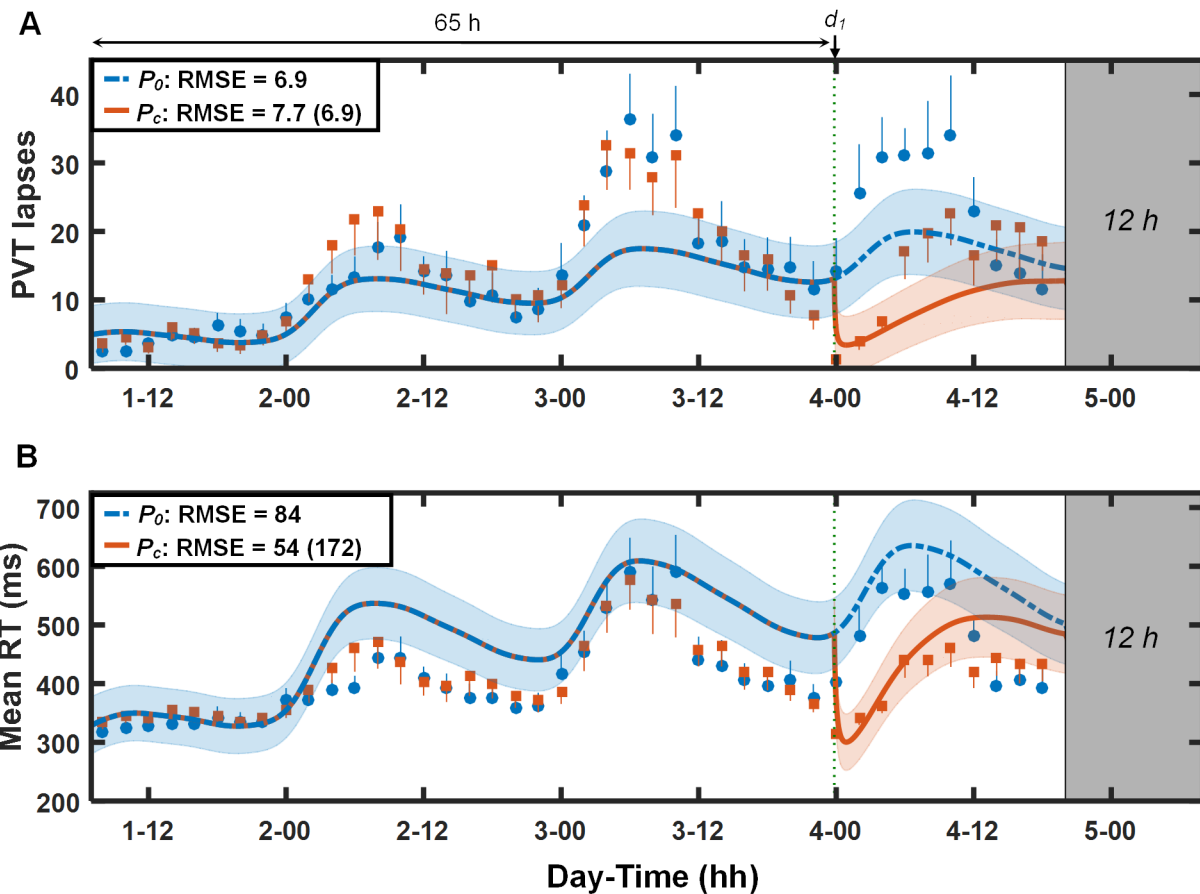 A
65 h
d1
P0: RMSE = 6.9
Pc: RMSE = 7.7 (6.9)
PVT lapses
40
30
20
10
0
12 h
1-12 2-00 2-12 3-00 3-12 4-00 4-12 5-00
B
P0: RMSE = 84
Pc: RMSE = 54 (172)
Mean RT (ms)
700
600
500
400
300
200
12 h
1-12 2-00 2-12 3-00 3-12 4-00 4-12 5-00
Day-Time (hh)